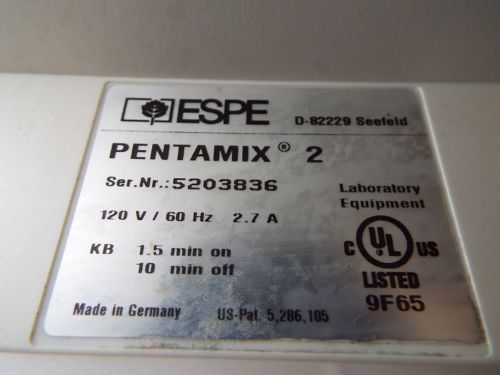 ESPE D-82229 Seefeld
PENTAMIX® 2
Ser.Nr.:5203836
Laboratory
Equipment
120 V / 60 Hz 2.7 A
C UL US
KB 1.5 min on
10 min off
LISTED
9F65
Made in Germany US-Pat. 5,286,105